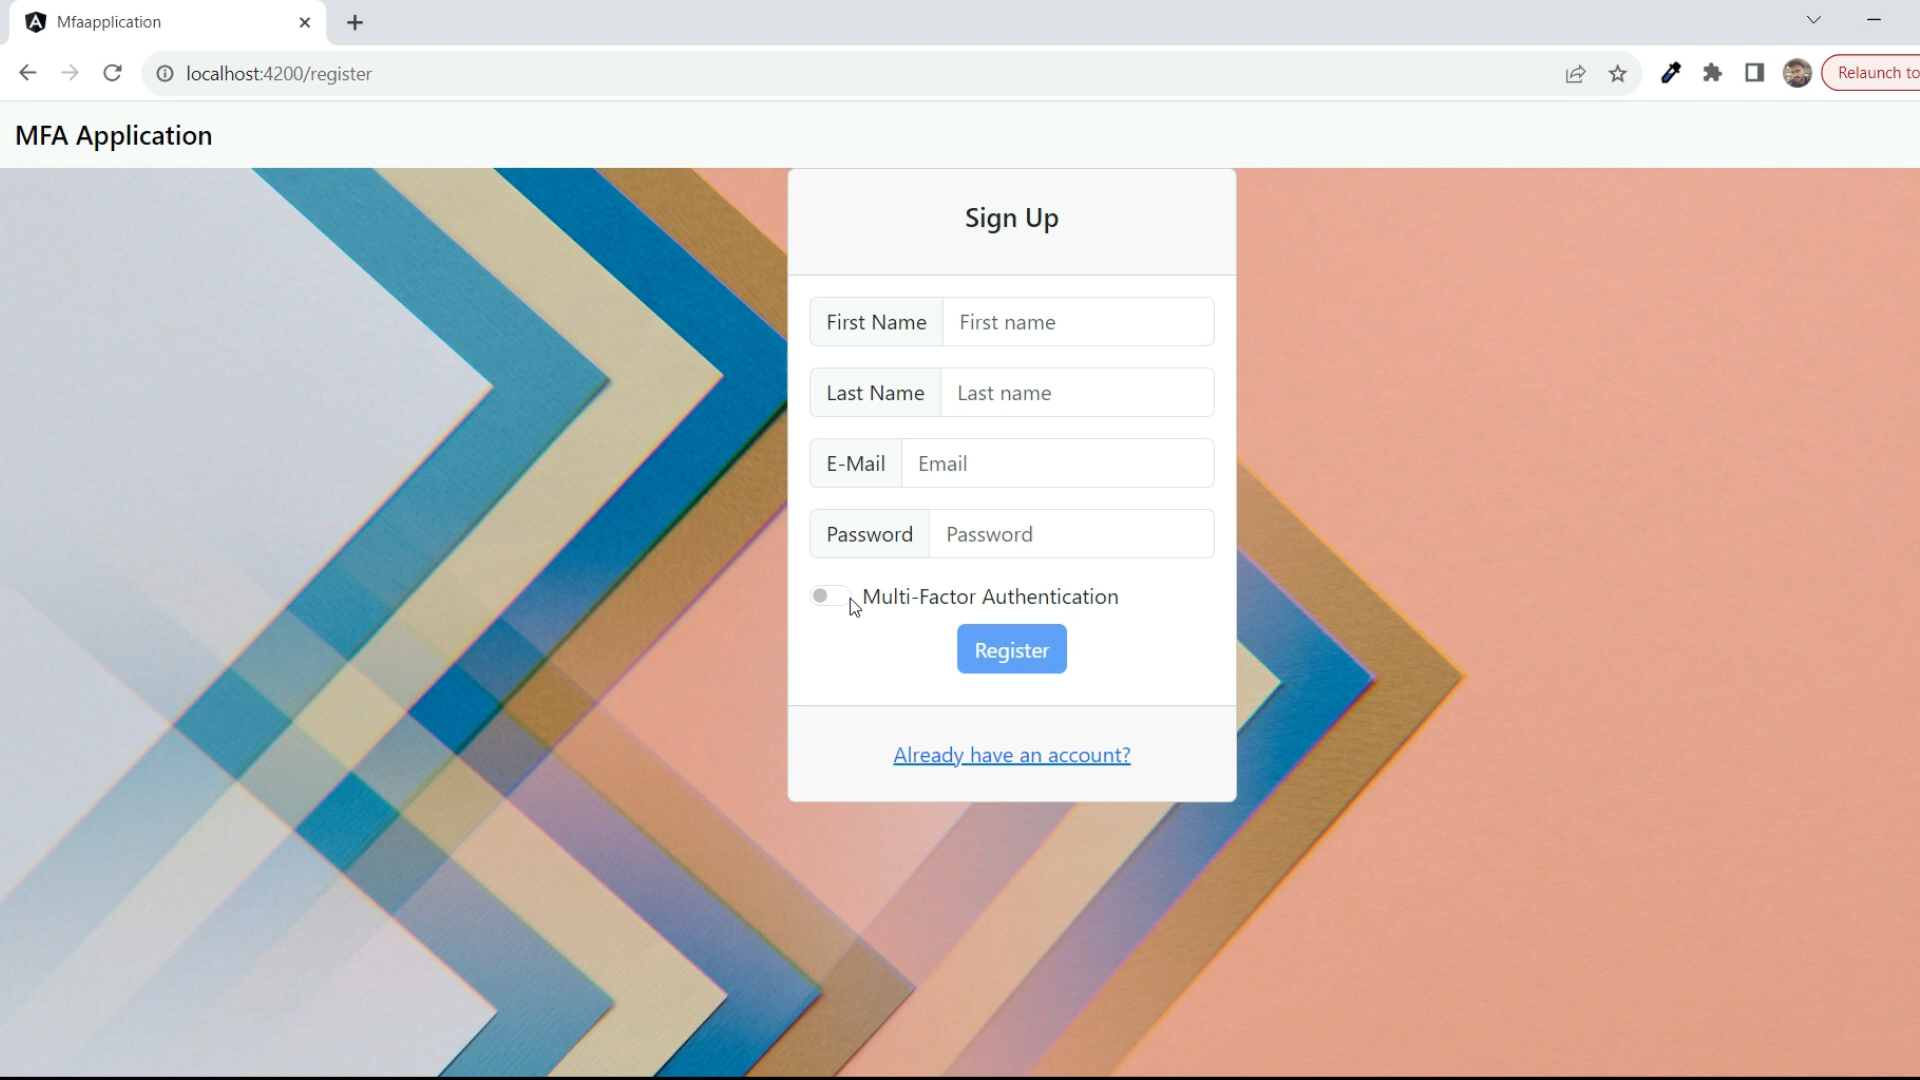 Mfaapplication
localhost:4200/register
Relaunch to
MFA Application
Sign Up
First Name First name
Last Name Last name
E-Mail Email
Password Password
Multi-Factor Authentication
Register
Already have an account?